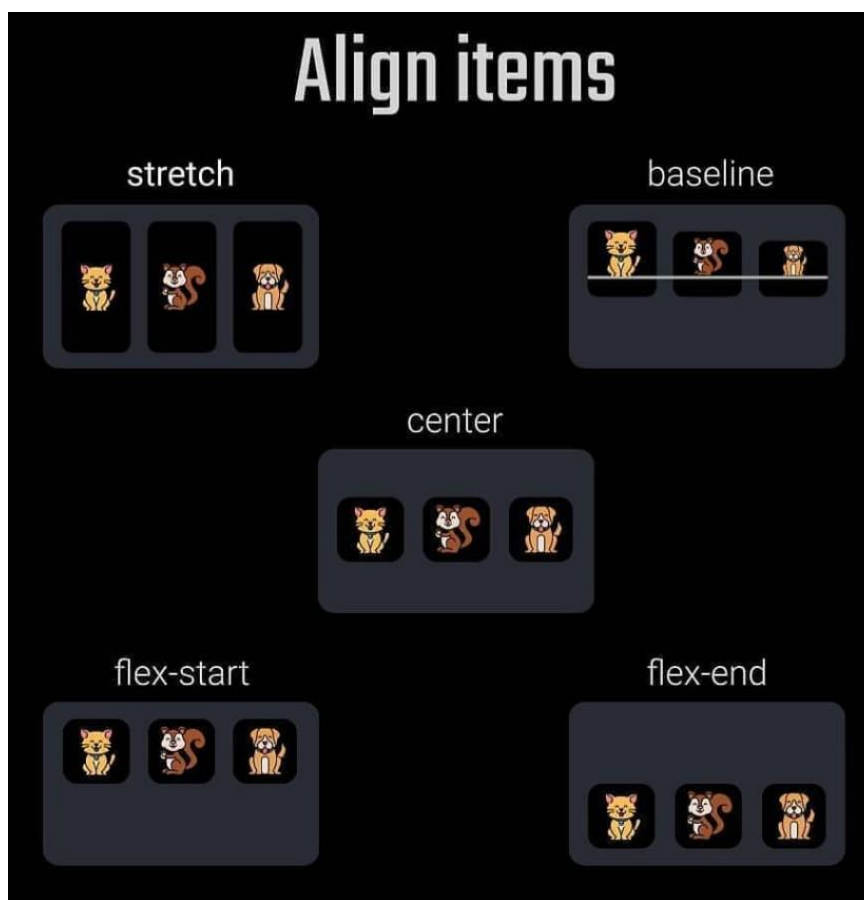 Align items
stretch
baseline
center
flex-start
flex-end